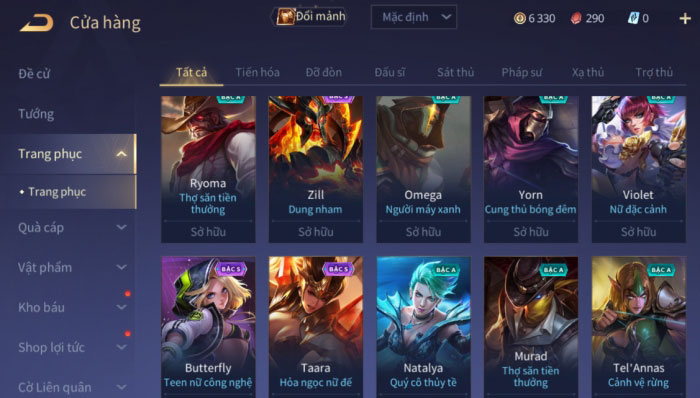 Cửa hàng
Đổi mảnh
Mặc định
6 330
290
0
Đề cử
Tướng
Trang phục
Trang phục
Quà cáp
Vật phẩm
Kho báu
Shop lợi tức
Cờ Liên quân
Tất cả
Tiến hóa
Đỡ đòn
Đấu sĩ
Sát thủ
Pháp sư
Xạ thủ
Trợ thủ
BẬC A
BẬC S
BẬC A
BẬC A
BẬC A
Ryoma
Thợ săn tiền
thưởng
Sở hữu
Zill
Dung nham
Sở hữu
Omega
Người máy xanh
Sở hữu
Yorn
Cung thủ bóng đêm
Sở hữu
Violet
Nữ đặc cảnh
Sở hữu
BẬC S
Butterfly
Teen nữ công nghệ
BẬC S
Taara
Hỏa ngọc nữ đế
BẬC A
Natalya
Quý cô thủy tề
BẬC A
Murad
Thợ săn tiền
thưởng
BẬC A
Tel'Annas
Cảnh vệ rừng